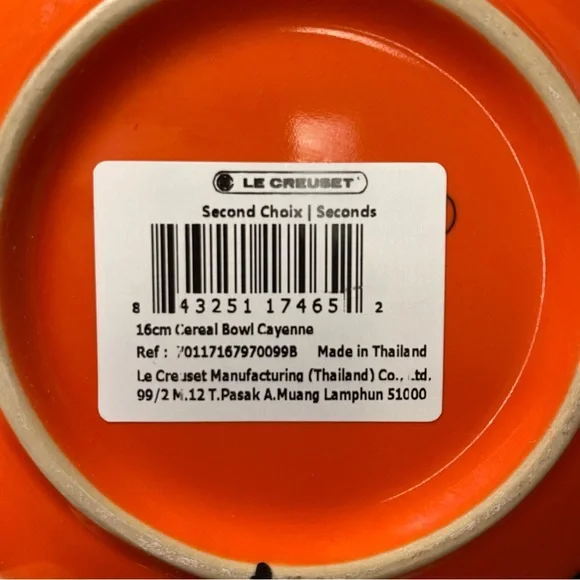 LE CREUSET
Second Choix | Seconds
8 43251 17465 2
16cm Cereal Bowl Cayenne
Ref : 70117167970099B Made in Thailand
Le Creuset Manufacturing (Thailand) Co., Ltd.
99/2 M.12 T.Pasak A.Muang Lamphun 51000